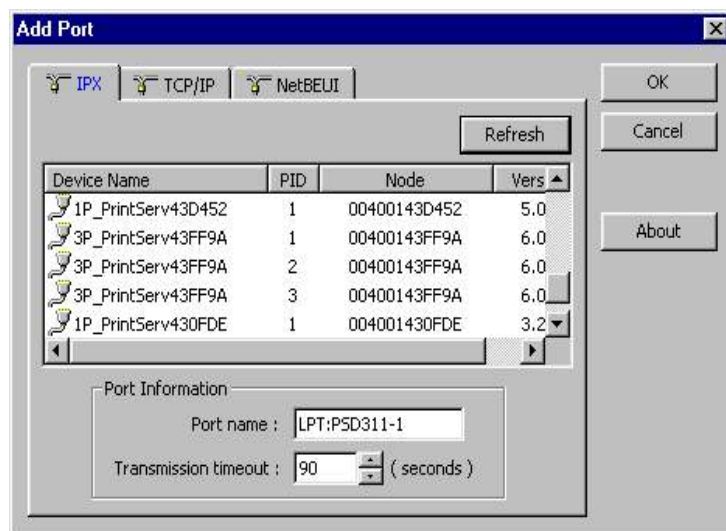 Add Port
IPX TCP/IP NetBEUI
OK
Refresh
Cancel
Device Name PID Node Vers
1P_PrintServ43D452 1 00400143D452 5.0
3P_PrintServ43FF9A 1 00400143FF9A 6.0
About
3P_PrintServ43FF9A 2 00400143FF9A 6.0
3P_PrintServ43FF9A 3 00400143FF9A 6.0
1P_PrintServ430FDE 1 004001430FDE 3.2
Port Information
Port name : LPT:PSD311-1
Transmission timeout : 90 ( seconds )